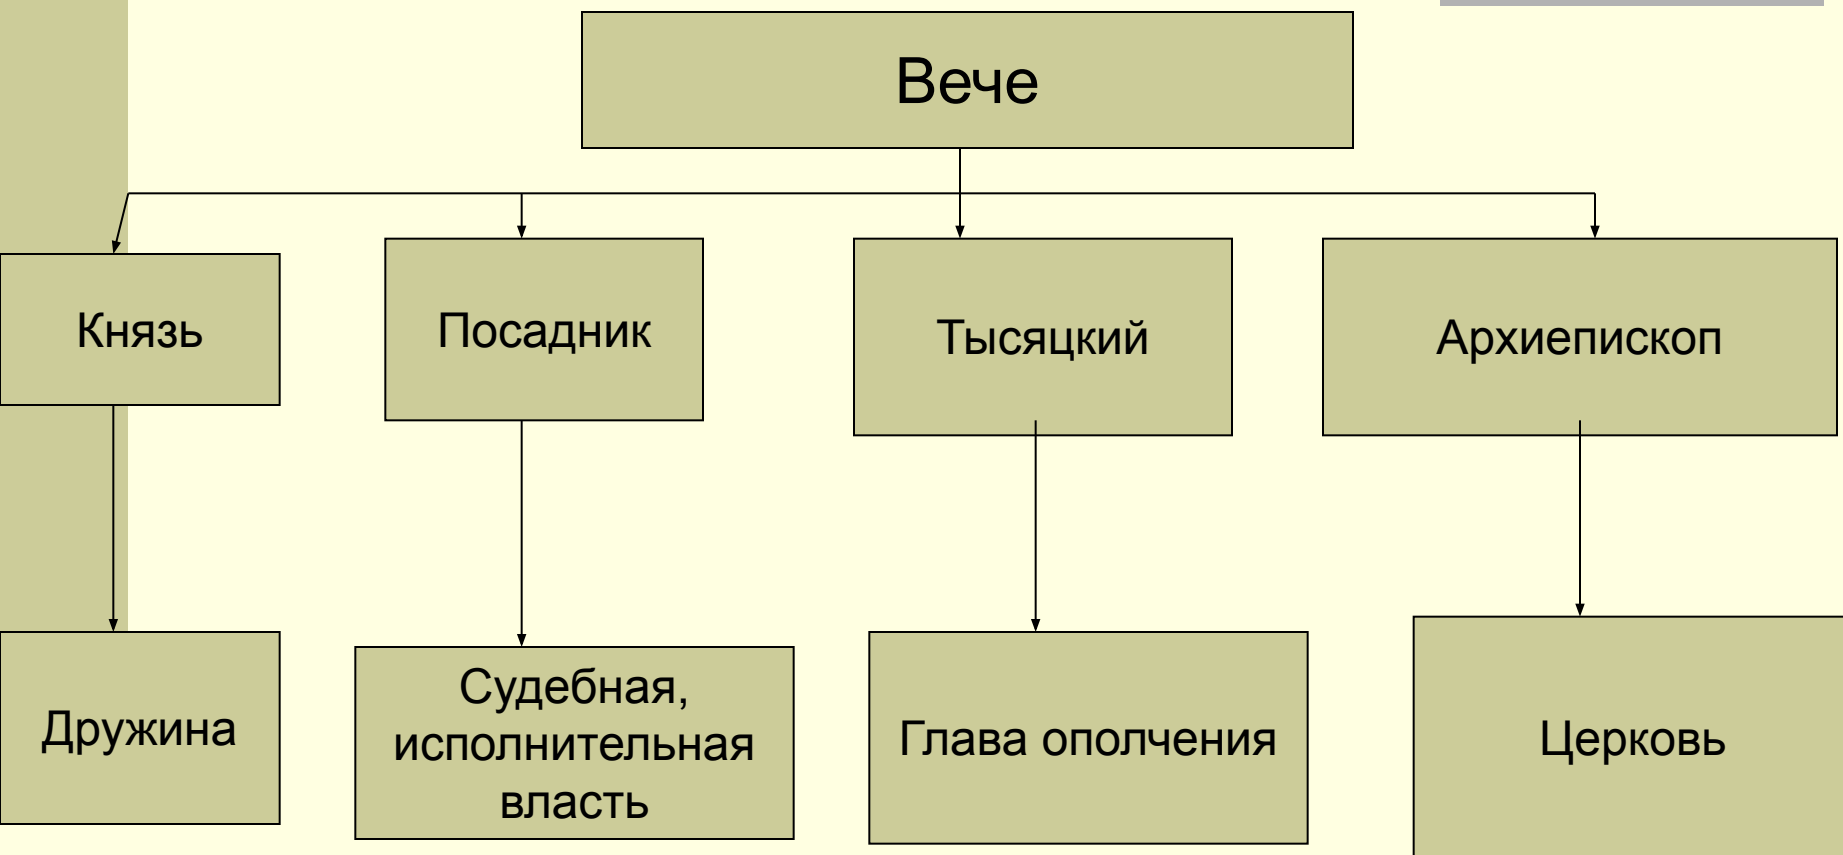 Вече
Князь
Посадник
Тысяцкий
Архиепископ
Дружина
Судебная,
исполнительная
власть
Глава ополчения
Церковь